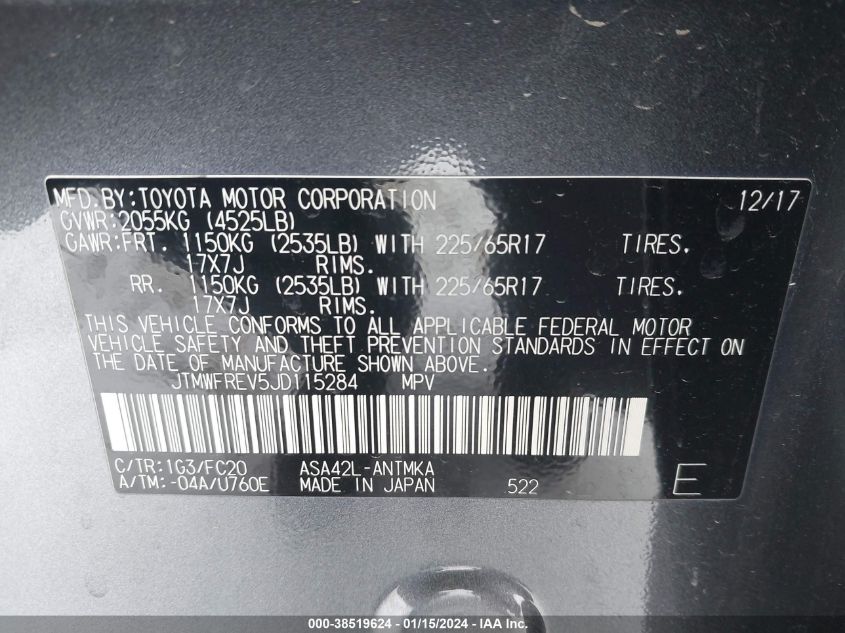 MFD.BY:TOYOTA MOTOR CORPORATION 12/17
GVWR:2055KG (4525LB)
GAWR:FRT. 1150KG (2535LB) WITH 225/65R17 TIRES.
17X7J RIMS.
RR. 1150KG (2535LB) WITH 225/65R17 TIRES.
17X7J RIMS.
THIS VEHICLE CONFORMS TO ALL APPLICABLE FEDERAL MOTOR
VEHICLE SAFETY AND THEFT PREVENTION STANDARDS IN EFFECT ON
THE DATE OF MANUFACTURE SHOWN ABOVE.
JTMWFREV5JD115284 MPV
C/TR:1G3/FC20 ASA42L-ANTMKA
A/TM:-04A/U760E MADE IN JAPAN 522 E
000-38519624 - 01/15/2024 - IAA Inc.